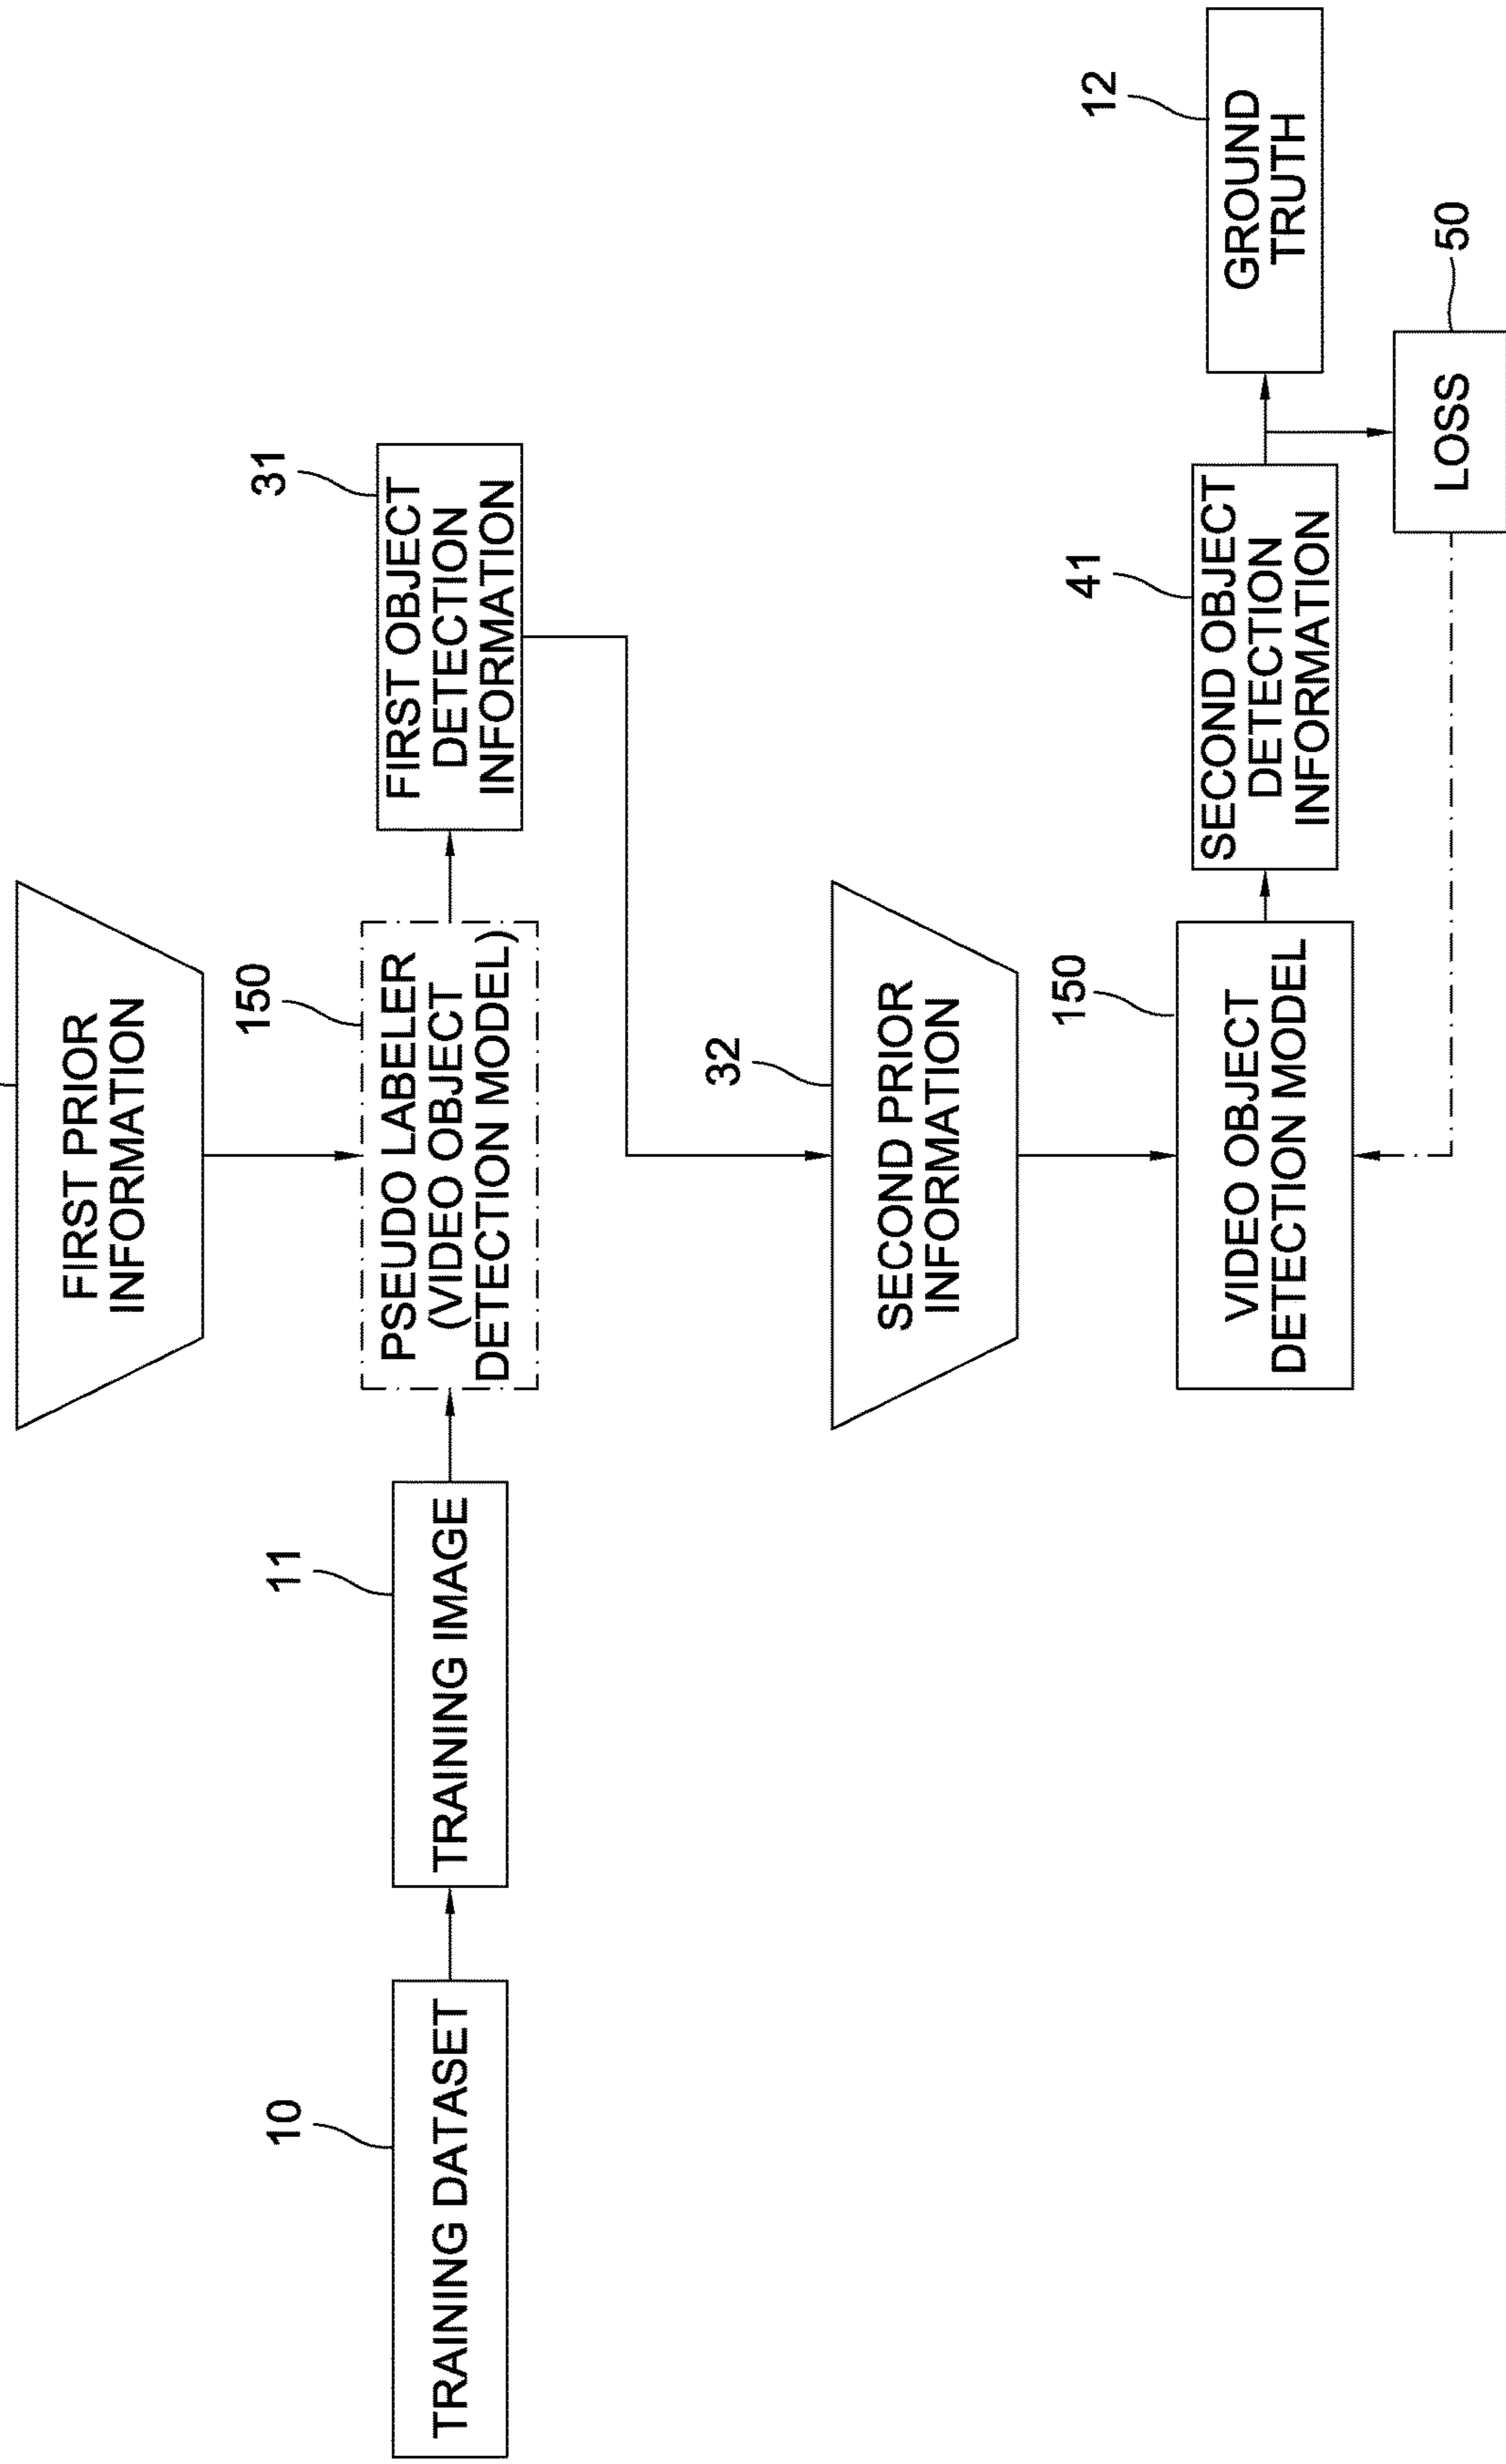 FIRST PRIOR
INFORMATION
10
TRAINING DATASET
11
TRAINING IMAGE
150
PSEUDO LABELER
(VIDEO OBJECT
DETECTION MODEL)
31
FIRST OBJECT
DETECTION
INFORMATION
32
SECOND PRIOR
INFORMATION
150
VIDEO OBJECT
DETECTION MODEL
41
SECOND OBJECT
DETECTION
INFORMATION
12
GROUND
TRUTH
50
LOSS